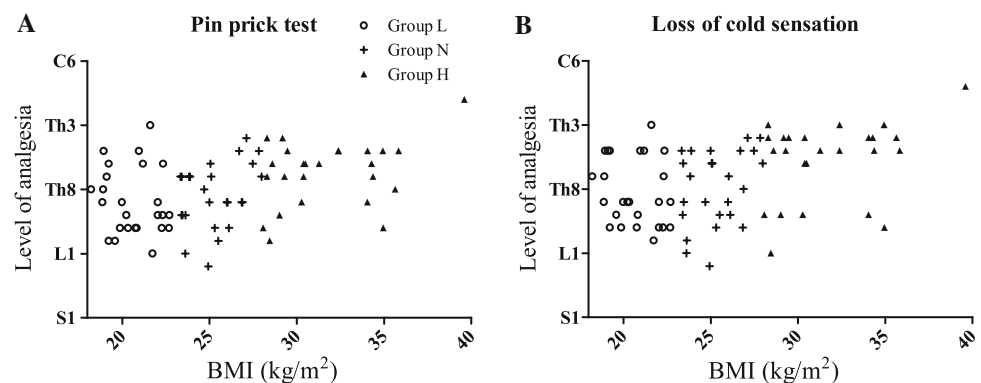 A
Pin prick test
Group L
Group N
Group H
Level of analgesia
C6
Th3
Th8
L1
S1
20
25
30
35
40
BMI (kg/m²)
B
Loss of cold sensation
Level of analgesia
C6
Th3
Th8
L1
S1
20
25
30
35
40
BMI (kg/m²)